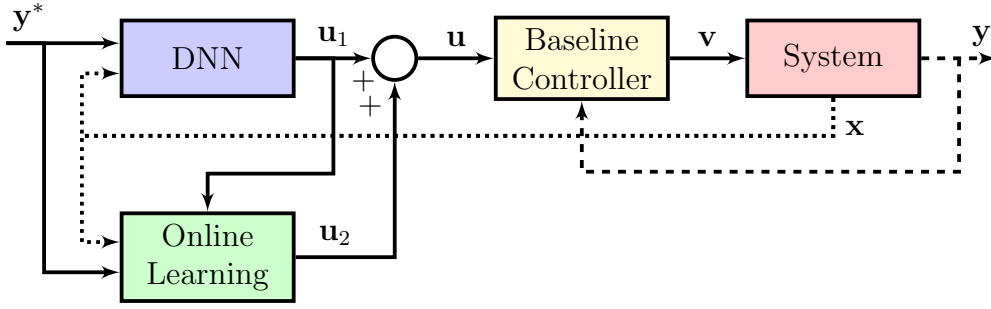 y*
DNN
u₁
+
+
u
Baseline
Controller
v
System
y
x
Online
Learning
u₂